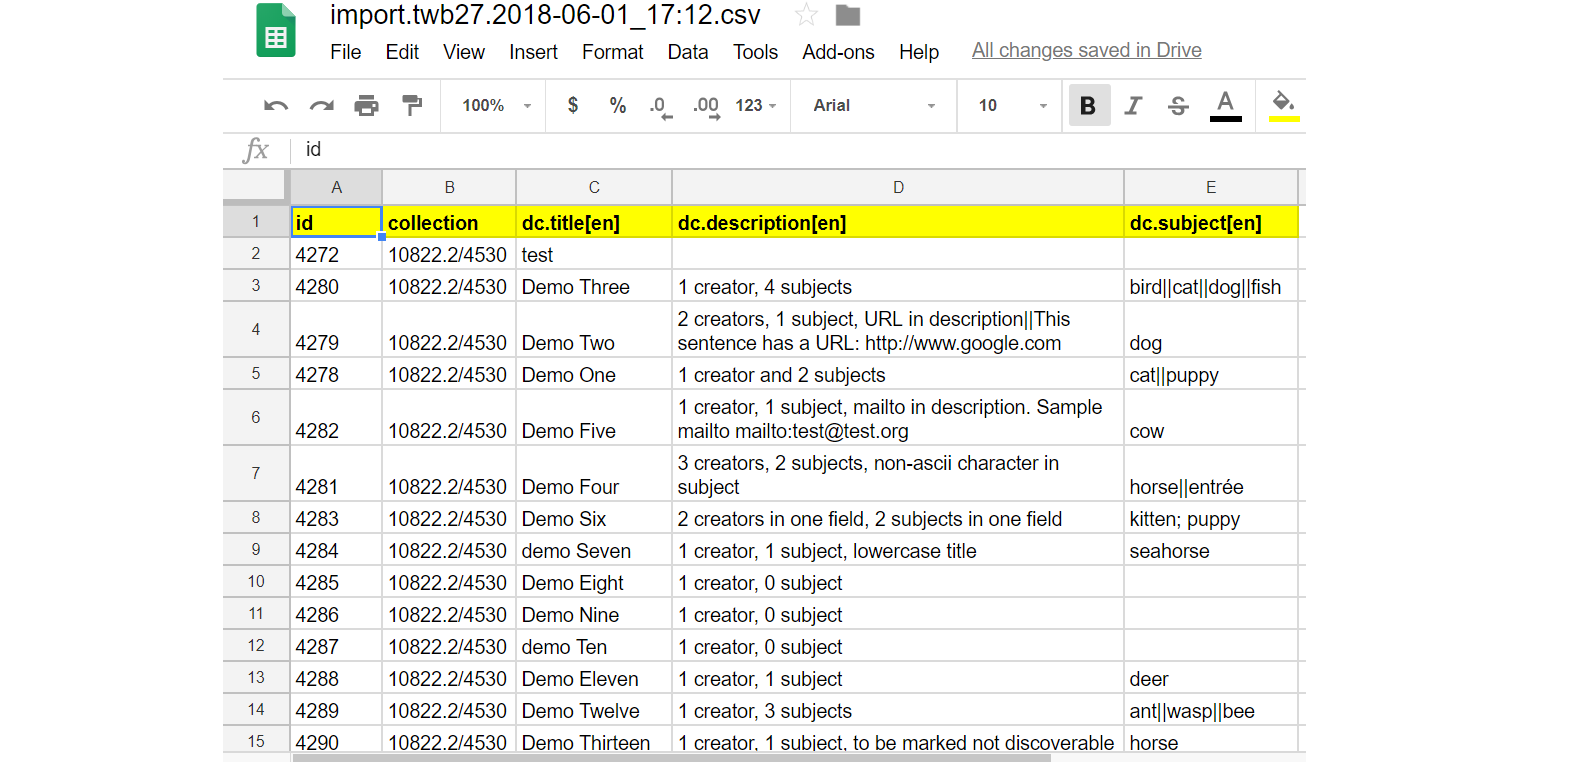 import.twb27.2018-06-01_17:12.csv
File Edit View Insert Format Data Tools Add-ons Help All changes saved in Drive
100% $ % .0 .00 123 Arial 10 B I S A
fx id
A B C D E
1 id collection dc.title[en] dc.description[en] dc.subject[en]
2 4272 10822.2/4530 test
3 4280 10822.2/4530 Demo Three 1 creator, 4 subjects bird||cat||dog||fish
2 creators, 1 subject, URL in description||This
4 4279 10822.2/4530 Demo Two sentence has a URL: http://www.google.com dog
5 4278 10822.2/4530 Demo One 1 creator and 2 subjects cat||puppy
1 creator, 1 subject, mailto in description. Sample
6 4282 10822.2/4530 Demo Five mailto mailto:test@test.org cow
3 creators, 2 subjects, non-ascii character in
7 4281 10822.2/4530 Demo Four subject horse||entrée
8 4283 10822.2/4530 Demo Six 2 creators in one field, 2 subjects in one field kitten; puppy
9 4284 10822.2/4530 demo Seven 1 creator, 1 subject, lowercase title seahorse
10 4285 10822.2/4530 Demo Eight 1 creator, 0 subject
11 4286 10822.2/4530 Demo Nine 1 creator, 0 subject
12 4287 10822.2/4530 demo Ten 1 creator, 0 subject
13 4288 10822.2/4530 Demo Eleven 1 creator, 1 subject deer
14 4289 10822.2/4530 Demo Twelve 1 creator, 3 subjects ant||wasp||bee
15 4290 10822.2/4530 Demo Thirteen 1 creator, 1 subject, to be marked not discoverable horse